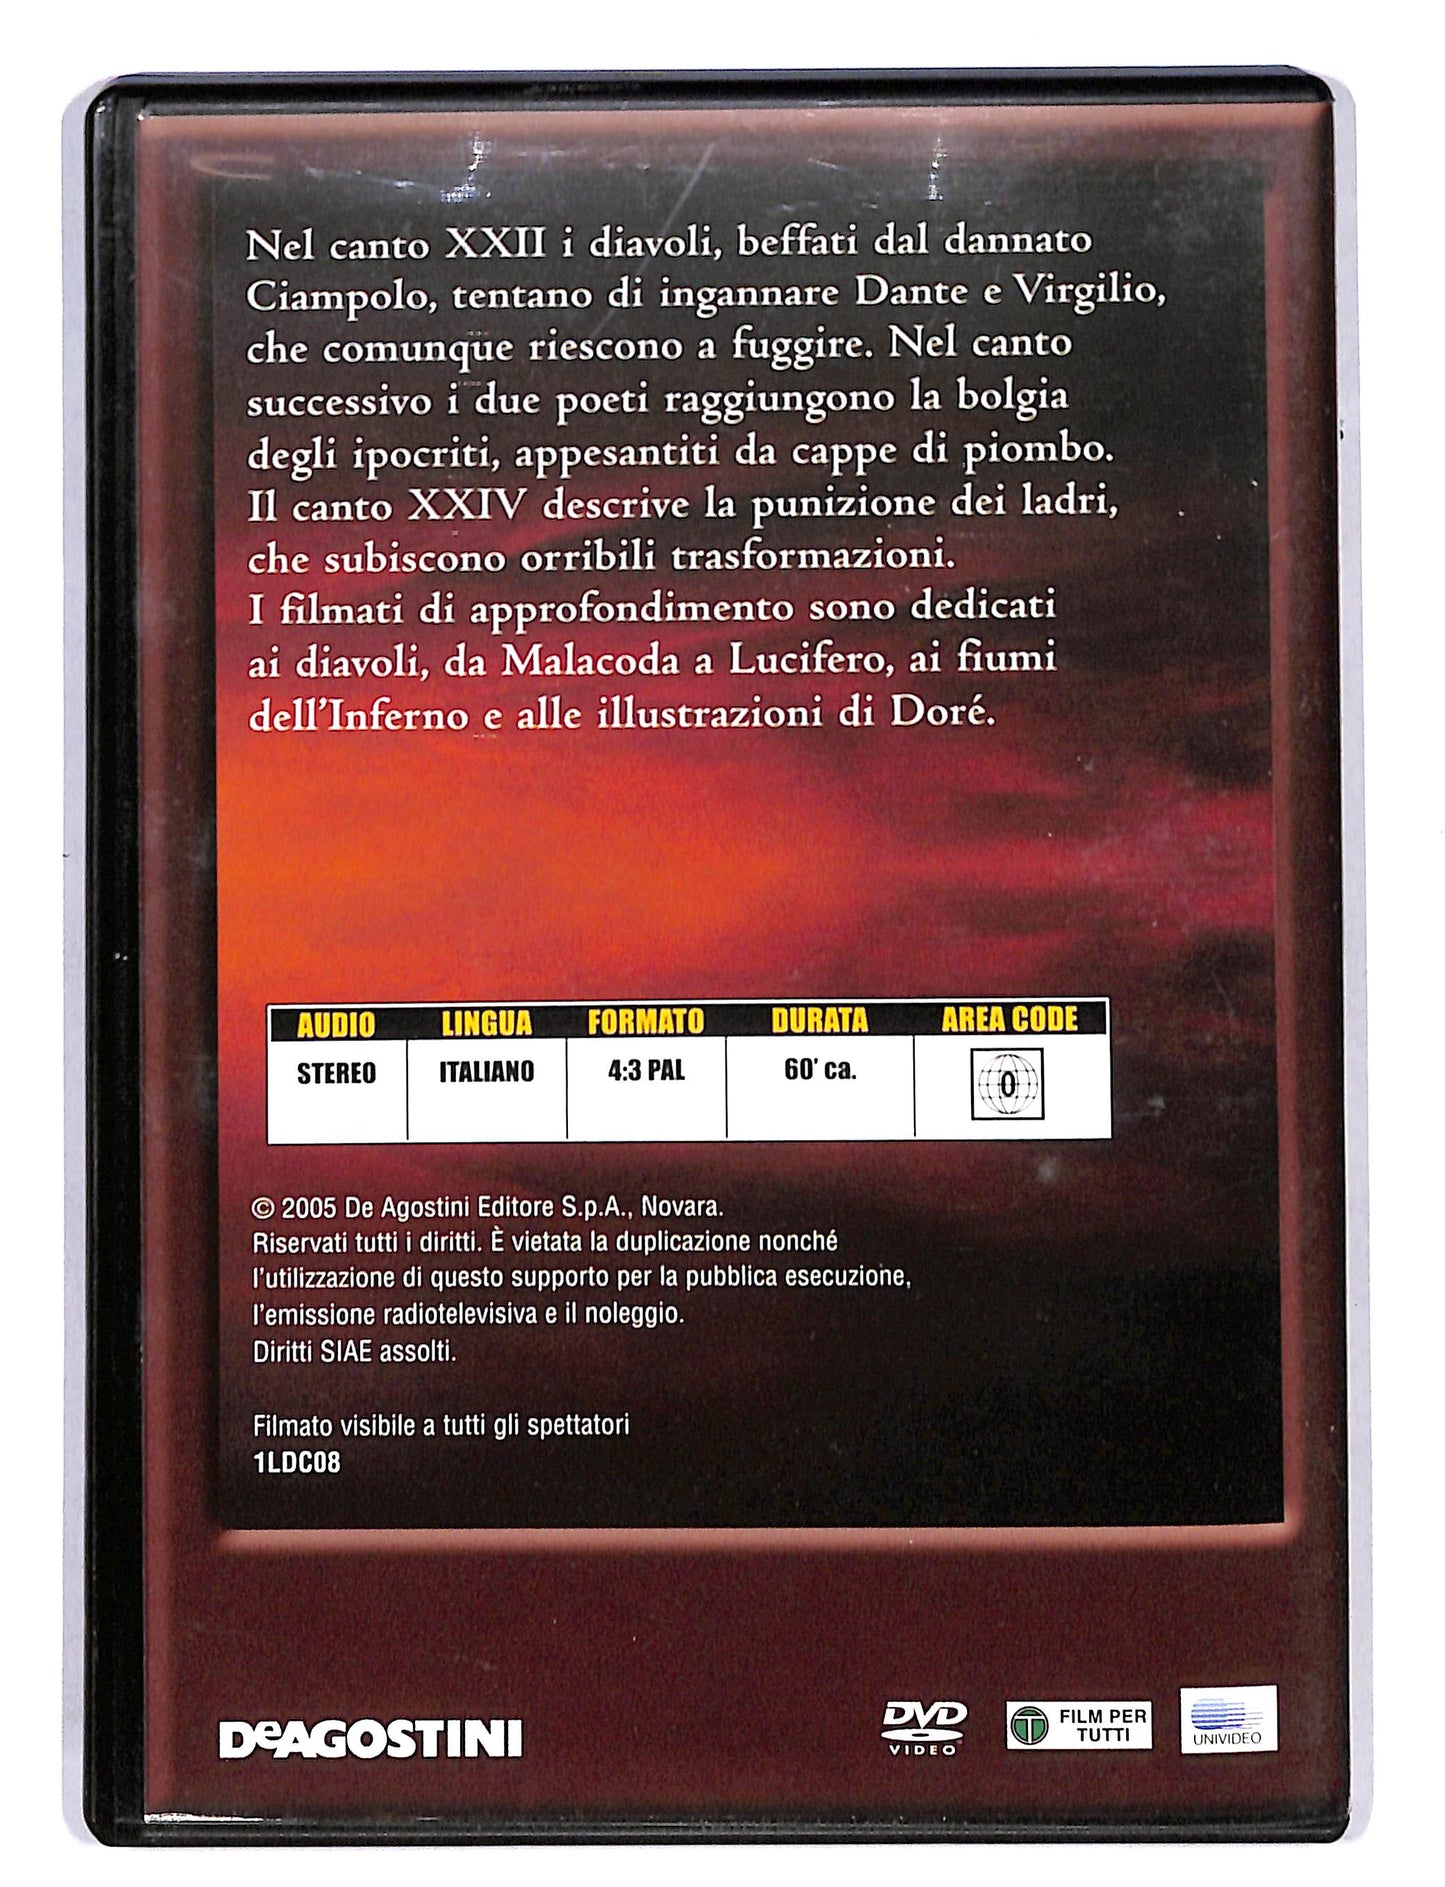 Nel canto XXII i diavoli, beffati dal dannato
Ciampolo, tentano di ingannare Dante e Virgilio,
che comunque riescono a fuggire. Nel canto
successivo i due poeti raggiungono la bolgia
degli ipocriti, appesantiti da cappe di piombo.
Il canto XXIV descrive la punizione dei ladri,
che subiscono orribili trasformazioni.
I filmati di approfondimento sono dedicati
ai diavoli, da Malacoda a Lucifero, ai fiumi
dell'Inferno e alle illustrazioni di Doré.
AUDIO LINGUA FORMATO DURATA AREA CODE
STEREO ITALIANO 4:3 PAL 60' ca. 0
© 2005 De Agostini Editore S.p.A., Novara.
Riservati tutti i diritti. È vietata la duplicazione nonché
l'utilizzazione di questo supporto per la pubblica esecuzione,
l'emissione radiotelevisiva e il noleggio.
Diritti SIAE assolti.
Filmato visibile a tutti gli spettatori
1LDC08
DeAGOSTINI
DVD
VIDEO
T FILM PER
TUTTI
UNIVIDEO